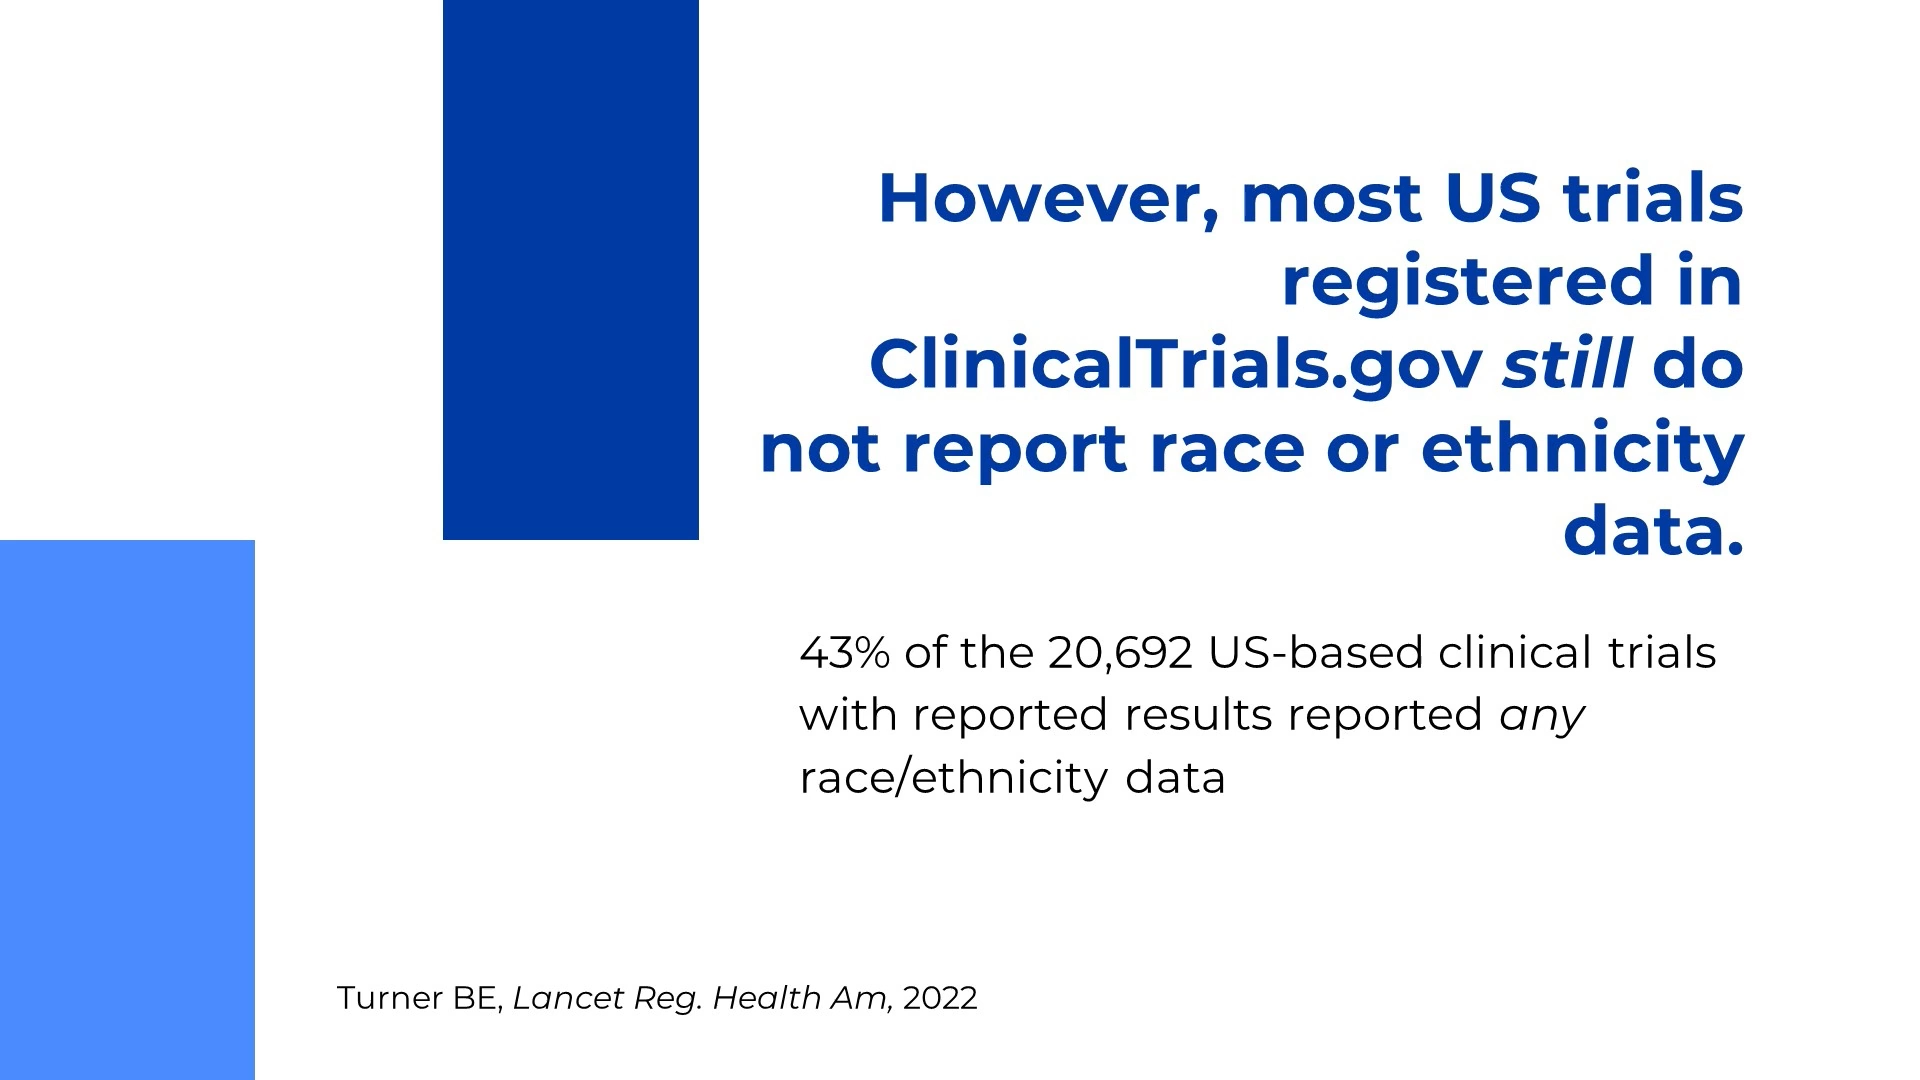 However, most US trials
registered in
ClinicalTrials.gov still do
not report race or ethnicity
data.
43% of the 20,692 US-based clinical trials
with reported results reported any
race/ethnicity data
Turner BE, Lancet Reg. Health Am, 2022